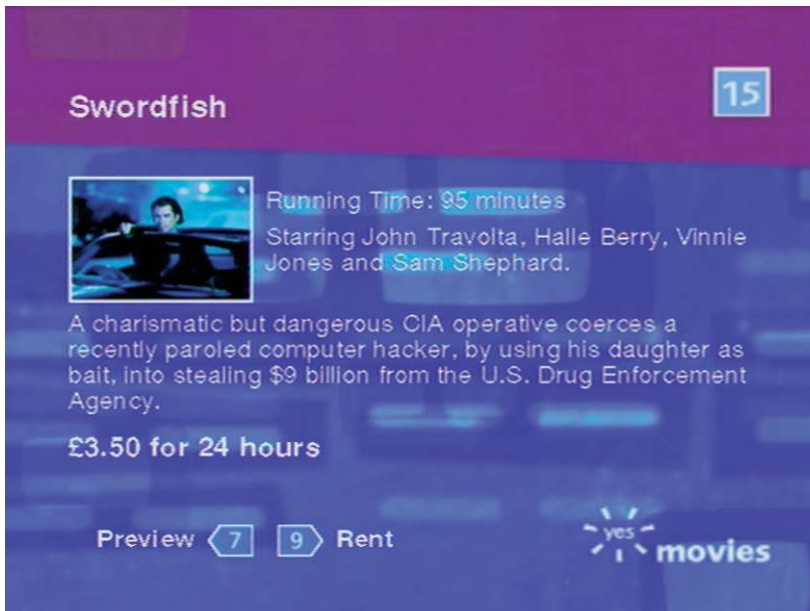 Swordfish
15
Running Time: 95 minutes
Starring John Travolta, Halle Berry, Vinnie
Jones and Sam Shephard.
A charismatic but dangerous CIA operative coerces a
recently paroled computer hacker, by using his daughter as
bait, into stealing $9 billion from the U.S. Drug Enforcement
Agency.
£3.50 for 24 hours
Preview 7 9 Rent
yes movies